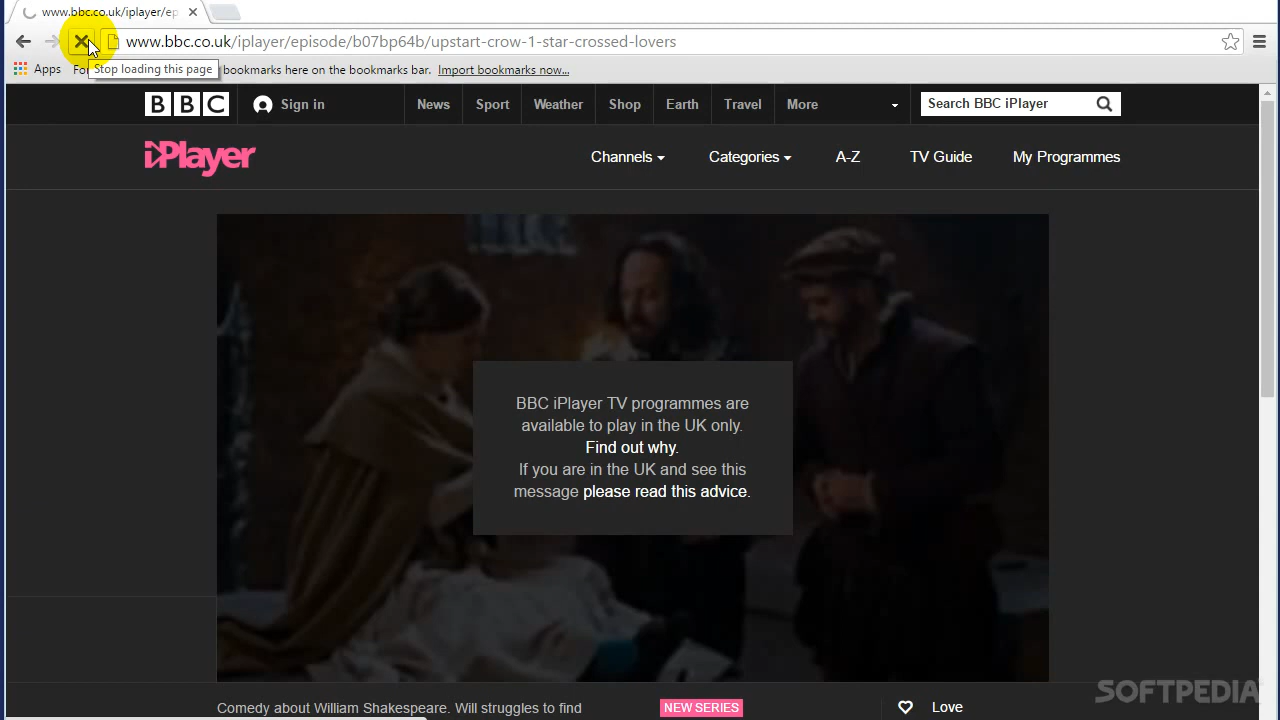 www.bbc.co.uk/iplayer/ep
www.bbc.co.uk/iplayer/episode/b07bp64b/upstart-crow-1-star-crossed-lovers
Apps Fo
Stop loading this page
bookmarks here on the bookmarks bar. Import bookmarks now...
BBC Sign in News Sport Weather Shop Earth Travel More Search BBC iPlayer
iPlayer Channels Categories A-Z TV Guide My Programmes
BBC iPlayer TV programmes are
available to play in the UK only.
Find out why.
If you are in the UK and see this
message please read this advice.
SOFTPEDIA
Comedy about William Shakespeare. Will struggles to find NEW SERIES Love